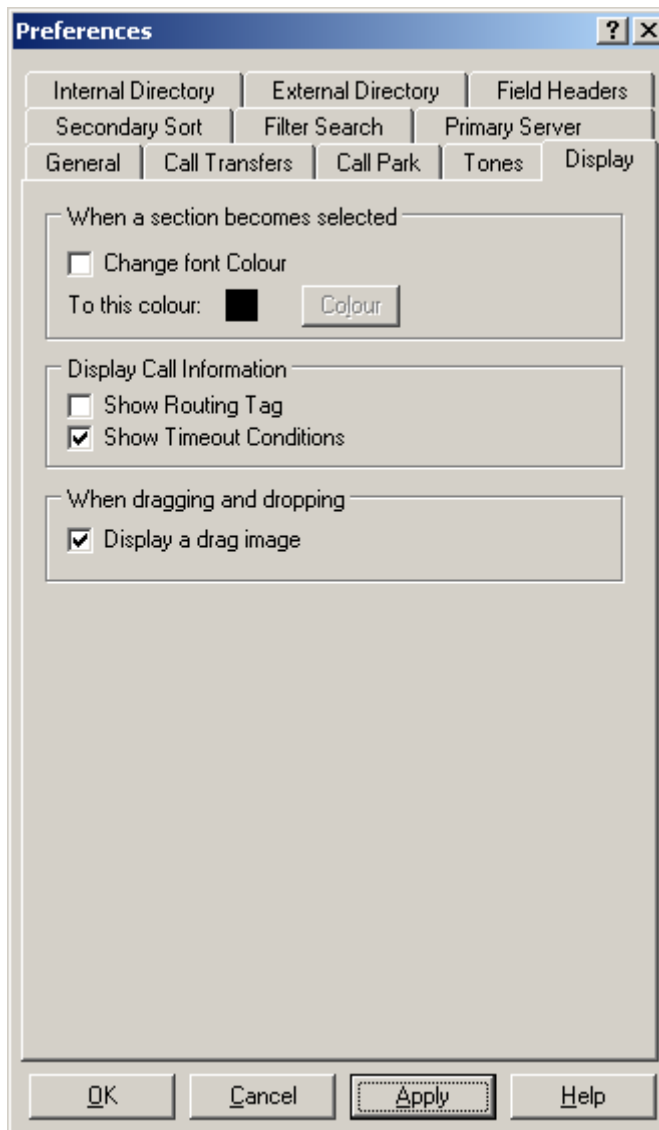 Preferences
Internal Directory External Directory Field Headers
Secondary Sort Filter Search Primary Server
General Call Transfers Call Park Tones Display
When a section becomes selected
Change font Colour
To this colour: Colour
Display Call Information
Show Routing Tag
Show Timeout Conditions
When dragging and dropping
Display a drag image
OK Cancel Apply Help